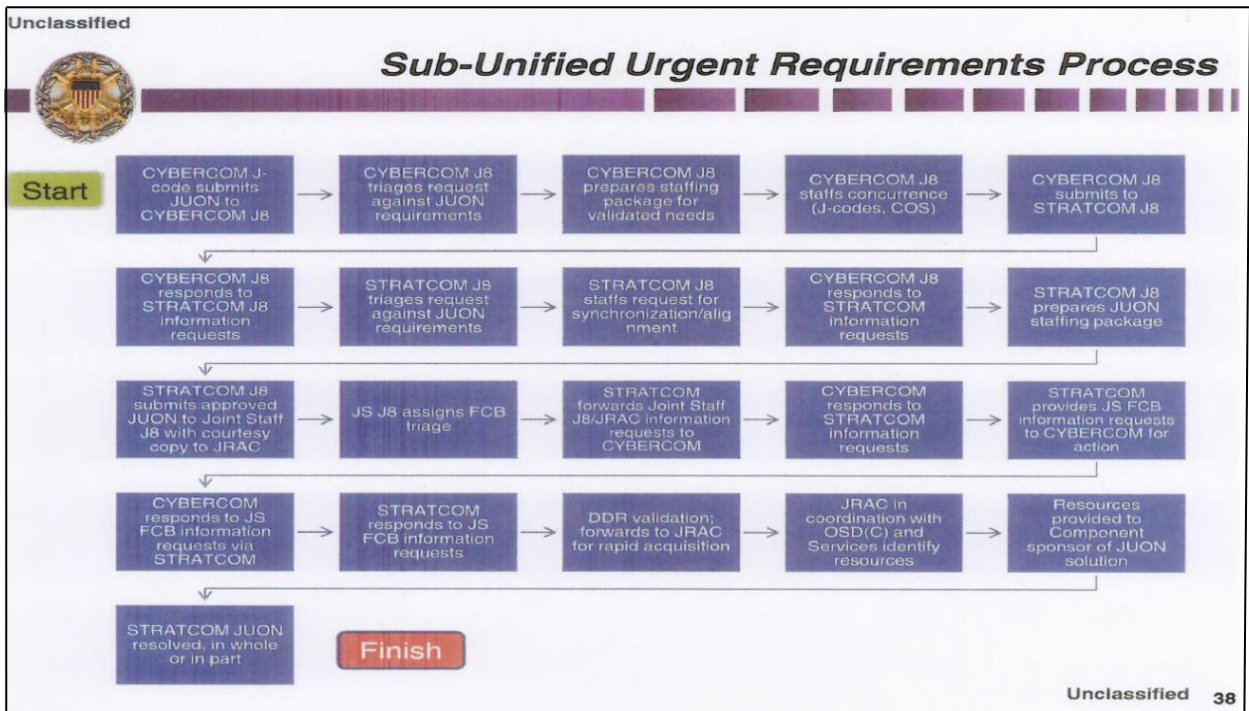 Unclassified
Sub-Unified Urgent Requirements Process
Start
CYBERCOM J-
code submits
JUON to
CYBERCOM J8
CYBERCOM J8
triages request
against JUON
requirements
CYBERCOM J8
prepares staffing
package for
validated needs
CYBERCOM J8
staffs concurrence
(J-codes, COS)
CYBERCOM J8
submits to
STRATCOM J8
CYBERCOM J8
responds to
STRATCOM J8
information
requests
STRATCOM J8
triages request
against JUON
requirements
STRATCOM J8
staffs request for
synchronization/alig
nment
CYBERCOM J8
responds to
STRATCOM
information
requests
STRATCOM J8
prepares JUON
staffing package
STRATCOM J8
submits approved
JUON to Joint Staff
J8 with courtesy
copy to JRAC
JS J8 assigns FCB
triage
STRATCOM
forwards Joint Staff
J8/JRAC information
requests to
CYBERCOM
CYBERCOM
responds to
STRATCOM
information
requests
STRATCOM
provides JS FCB
information requests
to CYBERCOM for
action
CYBERCOM
responds to JS
FCB information
requests via
STRATCOM
STRATCOM
responds to JS
FCB information
requests
DDR validation;
forwards to JRAC
for rapid acquisition
JRAC in
coordination with
OSD(C) and
Services identify
resources
Resources
provided to
Component
sponsor of JUON
solution
STRATCOM JUON
resolved, in whole
or in part
Finish
Unclassified 38